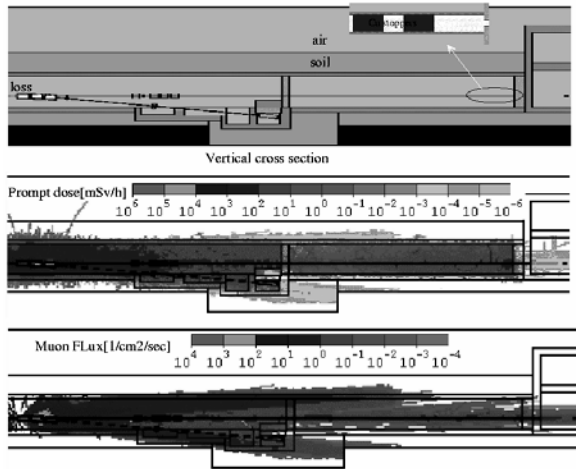 air
soil
loss
Vertical cross section
Prompt dose[mSv/h]
10^6 10^5 10^4 10^3 10^2 10^1 10^0 10^-1 10^-2 10^-3 10^-4 10^-5 10^-6
Muon FLux[1/cm2/sec]
10^4 10^3 10^2 10^1 10^0 10^-1 10^-2 10^-3 10^-4